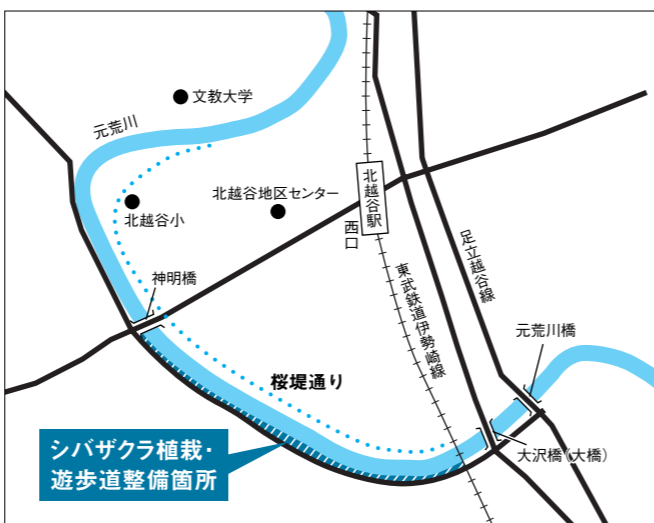 文教大学
元荒川
北越谷地区センター
北越谷小
北越谷駅
西口
神明橋
足立越谷線
東武鉄道伊勢崎線
元荒川橋
桜堤通り
大沢橋(大橋)
シバザクラ植栽・
遊歩道整備箇所